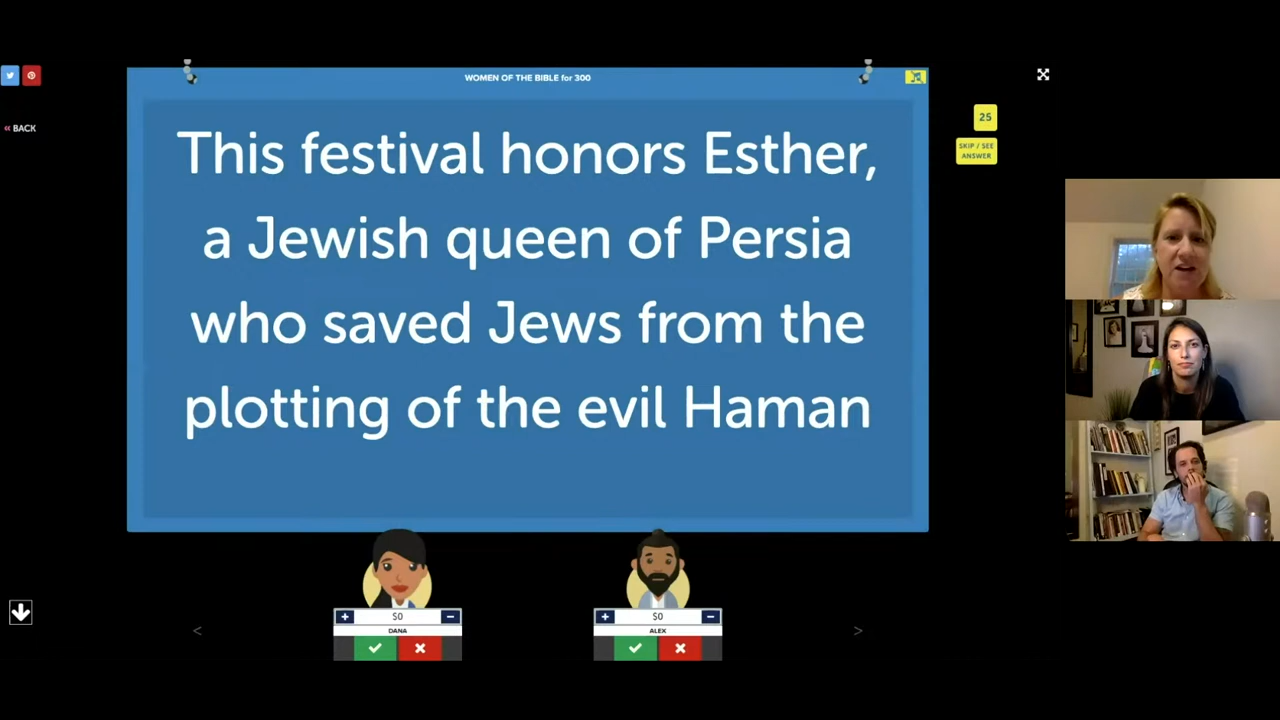 WOMEN OF THE BIBLE for 300
25
« BACK
SKIP / SEE
ANSWER
This festival honors Esther,
a Jewish queen of Persia
who saved Jews from the
plotting of the evil Haman
+ $0 −
DANA
+ $0 −
ALEX
< >